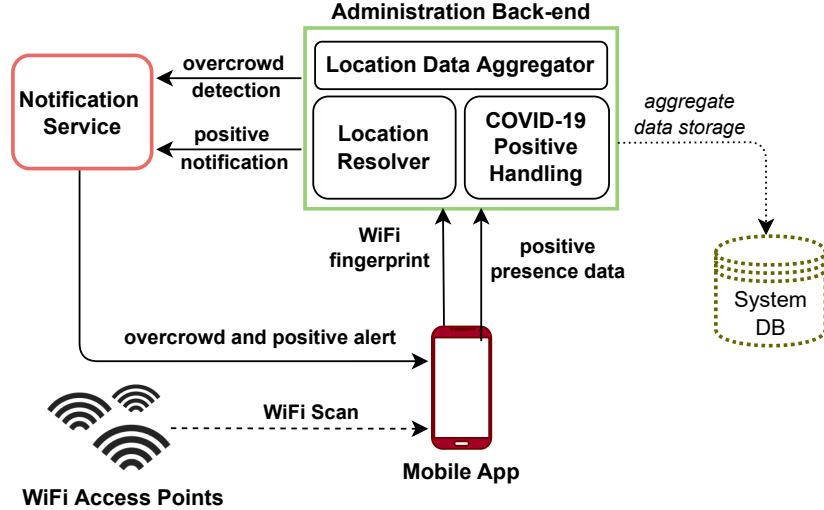 Administration Back-end
Location Data Aggregator
Location
Resolver
COVID-19
Positive
Handling
Notification
Service
overcrowd
detection
positive
notification
aggregate
data storage
System
DB
WiFi
fingerprint
positive
presence data
overcrowd and positive alert
WiFi Scan
Mobile App
WiFi Access Points